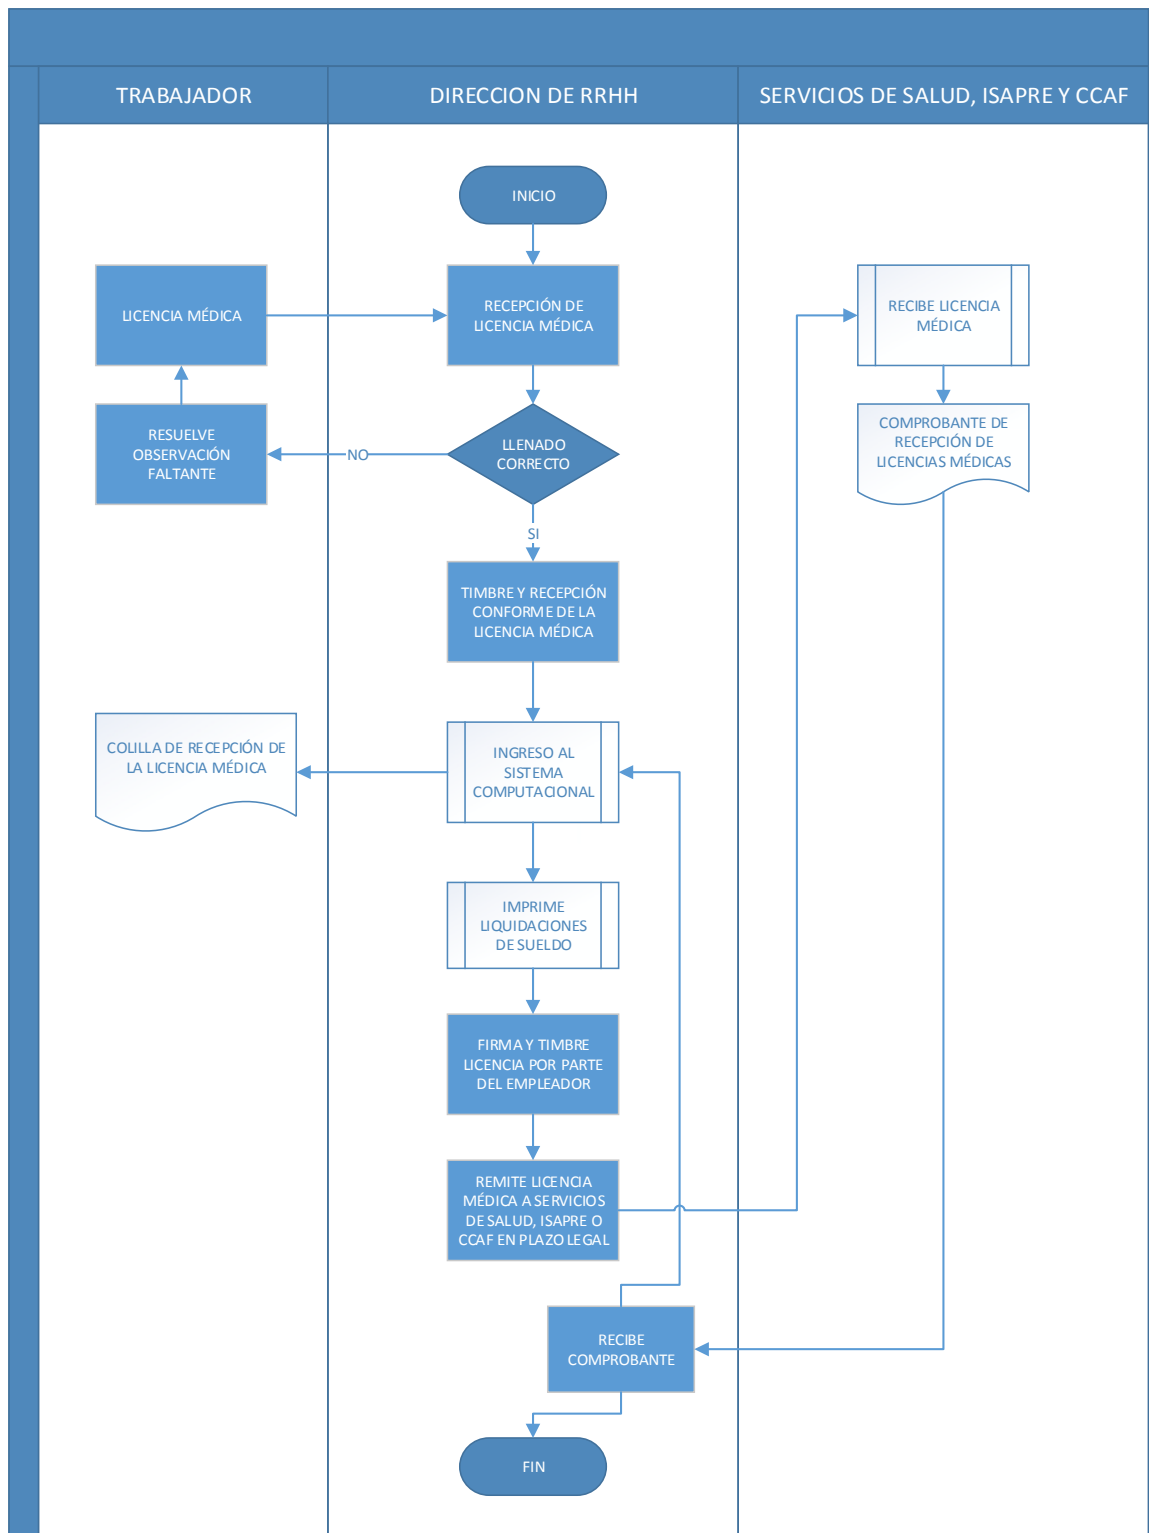 TRABAJADOR
DIRECCION DE RRHH
SERVICIOS DE SALUD, ISAPRE Y CCAF
INICIO
LICENCIA MÉDICA
RECEPCIÓN DE
LICENCIA MÉDICA
RECIBE LICENCIA
MÉDICA
RESUELVE
OBSERVACIÓN
FALTANTE
NO
LLENADO
CORRECTO
COMPROBANTE DE
RECEPCIÓN DE
LICENCIAS MÉDICAS
SI
TIMBRE Y RECEPCIÓN
CONFORME DE LA
LICENCIA MÉDICA
COLILLA DE RECEPCIÓN DE
LA LICENCIA MÉDICA
INGRESO AL
SISTEMA
COMPUTACIONAL
IMPRIME
LIQUIDACIONES
DE SUELDO
FIRMA Y TIMBRE
LICENCIA POR PARTE
DEL EMPLEADOR
REMITE LICENCIA
MÉDICA A SERVICIOS
DE SALUD, ISAPRE O
CCAF EN PLAZO LEGAL
RECIBE
COMPROBANTE
FIN